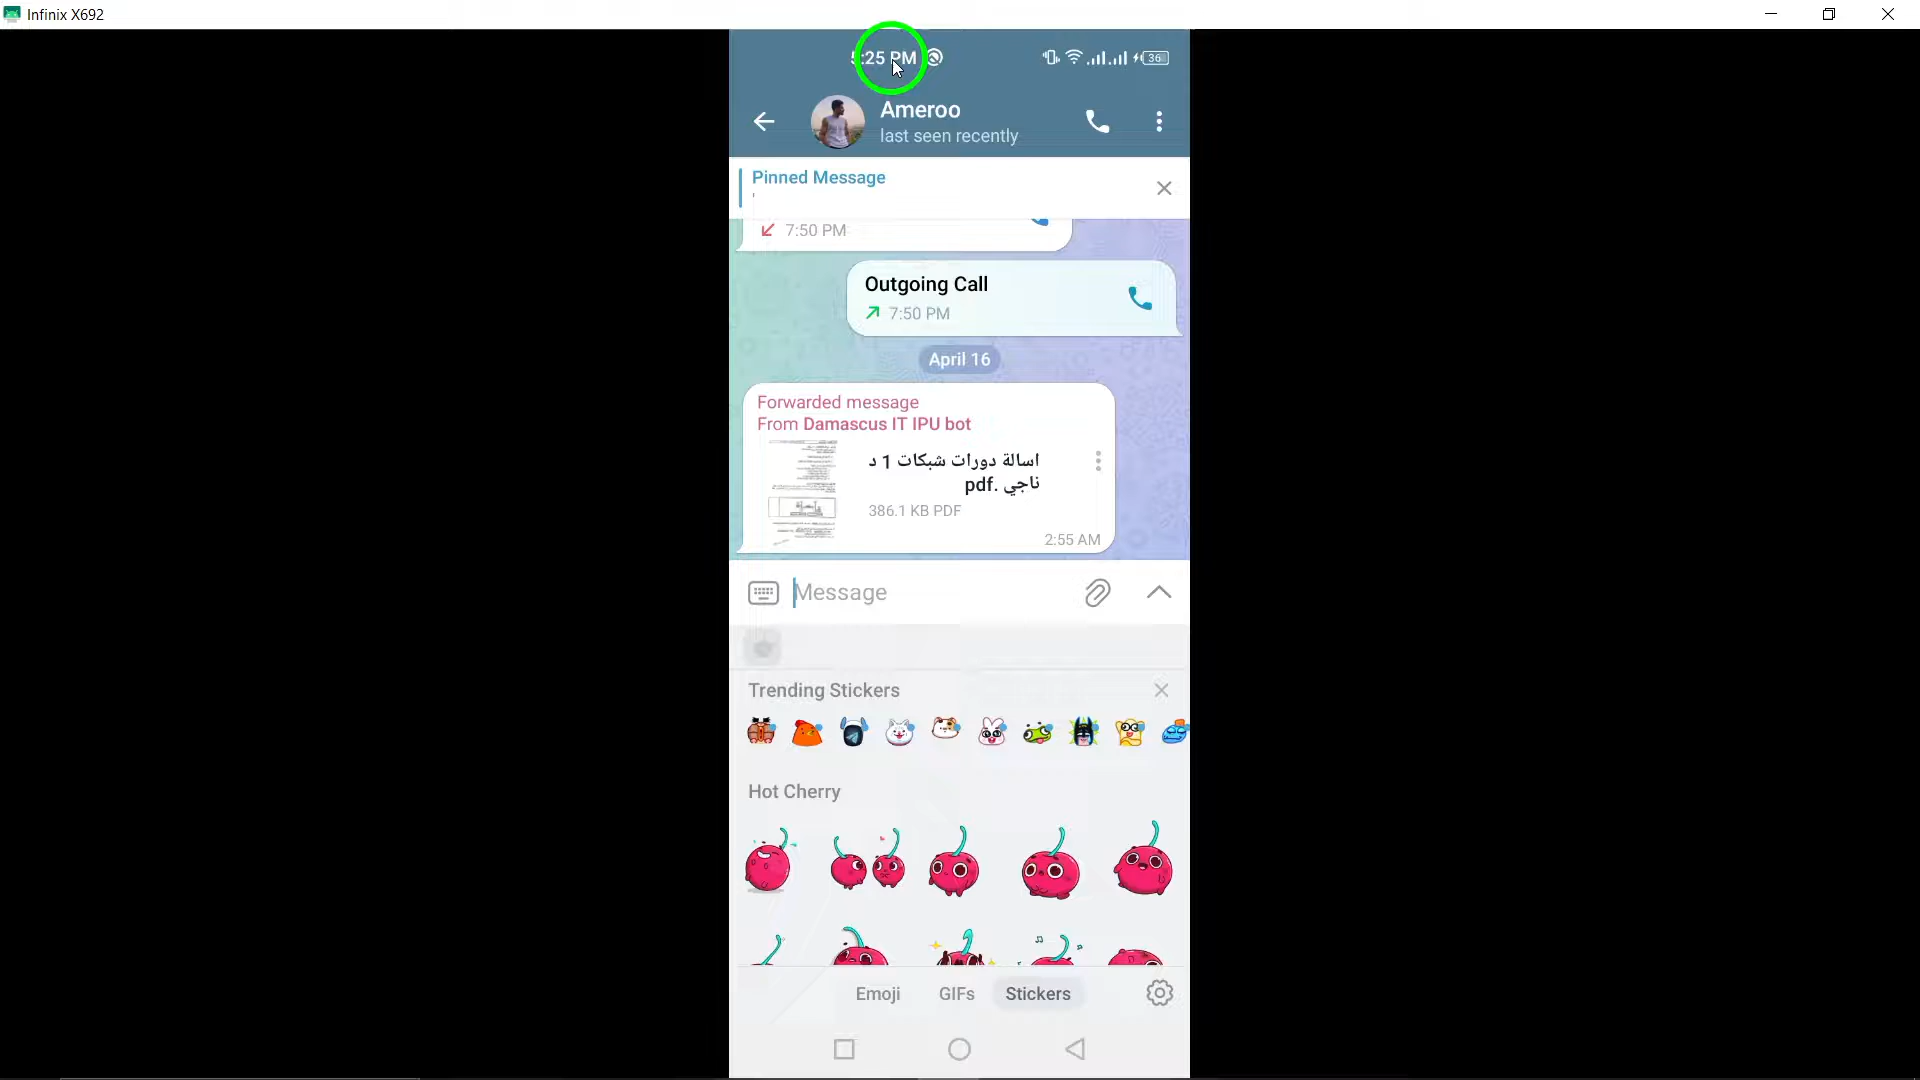 Infinix X692
5:25 PM
36
Ameroo
last seen recently
Pinned Message
7:50 PM
Outgoing Call
7:50 PM
April 16
Forwarded message
From Damascus IT IPU bot
اسالة دورات شبكات 1 د
ناجي .pdf
386.1 KB PDF
2:55 AM
Message
Trending Stickers
Hot Cherry
Emoji
GIFs
Stickers